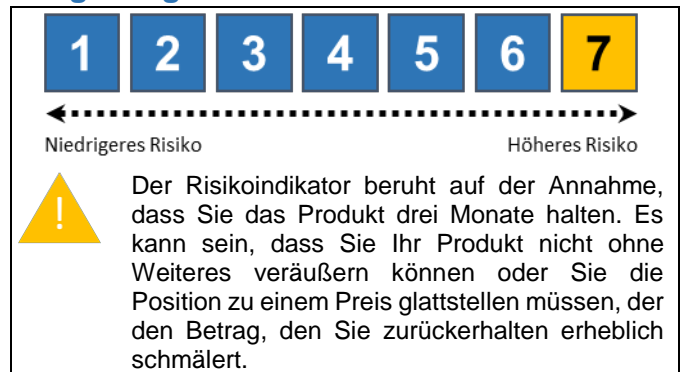 1 2 3 4 5 6 7
Niedrigeres Risiko Höheres Risiko
!
Der Risikoindikator beruht auf der Annahme,
dass Sie das Produkt drei Monate halten. Es
kann sein, dass Sie Ihr Produkt nicht ohne
Weiteres veräußern können oder Sie die
Position zu einem Preis glattstellen müssen, der
den Betrag, den Sie zurückerhalten erheblich
schmälert.